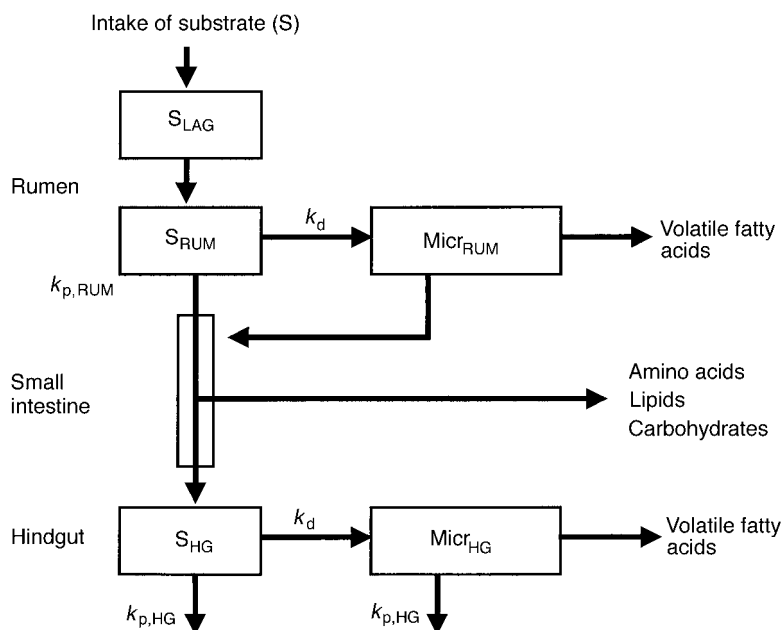 Intake of substrate (S)
S_LAG
Rumen
S_RUM
k_d
Micr_RUM
Volatile fatty
acids
k_p,RUM
Small
intestine
Amino acids
Lipids
Carbohydrates
Hindgut
S_HG
k_d
Micr_HG
Volatile fatty
acids
k_p,HG
k_p,HG